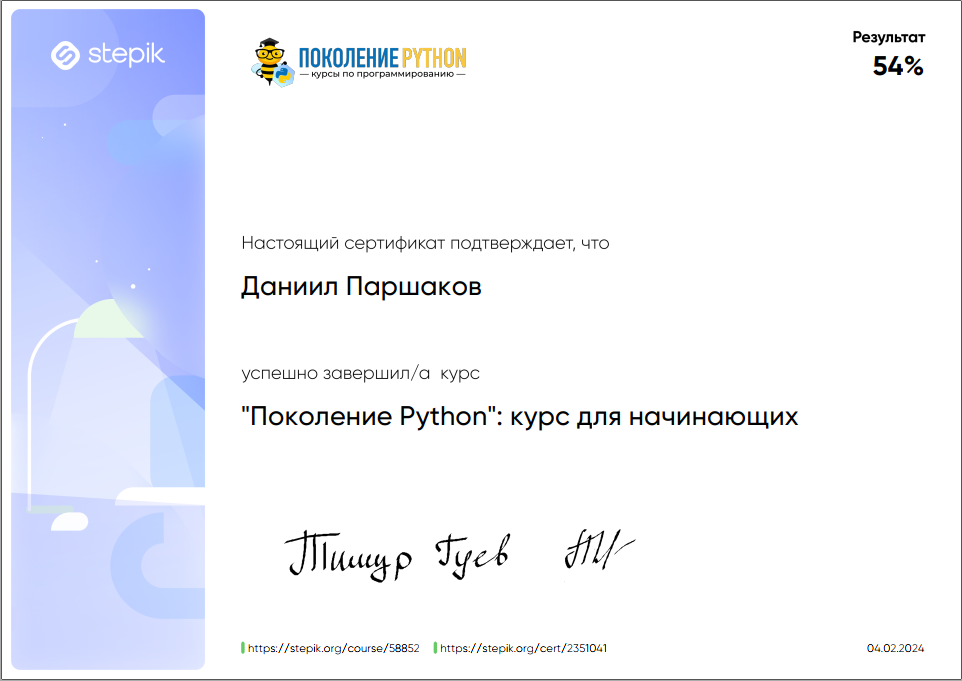 stepik
ПОКОЛЕНИЕ PYTHON
— курсы по программированию —
Результат
54%
Настоящий сертификат подтверждает, что
Даниил Паршаков
успешно завершил/а курс
"Поколение Python": курс для начинающих
Тимур Гуев
https://stepik.org/course/58852 https://stepik.org/cert/2351041
04.02.2024